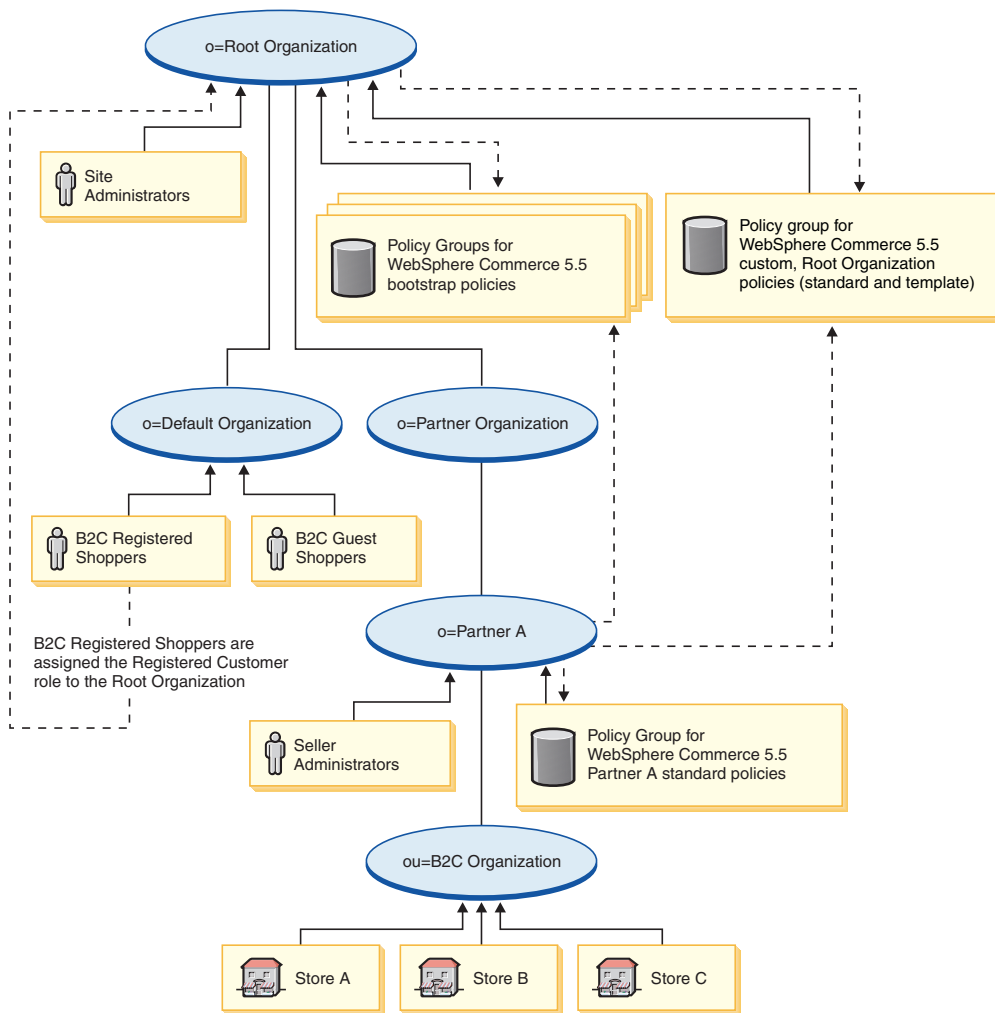 o=Root Organization
Site
Administrators
Policy Groups for
WebSphere Commerce 5.5
bootstrap policies
Policy group for
WebSphere Commerce 5.5
custom, Root Organization
policies (standard and template)
o=Default Organization
o=Partner Organization
B2C Registered
Shoppers
B2C Guest
Shoppers
B2C Registered Shoppers are
assigned the Registered Customer
role to the Root Organization
o=Partner A
Seller
Administrators
Policy Group for
WebSphere Commerce 5.5
Partner A standard policies
ou=B2C Organization
Store A
Store B
Store C